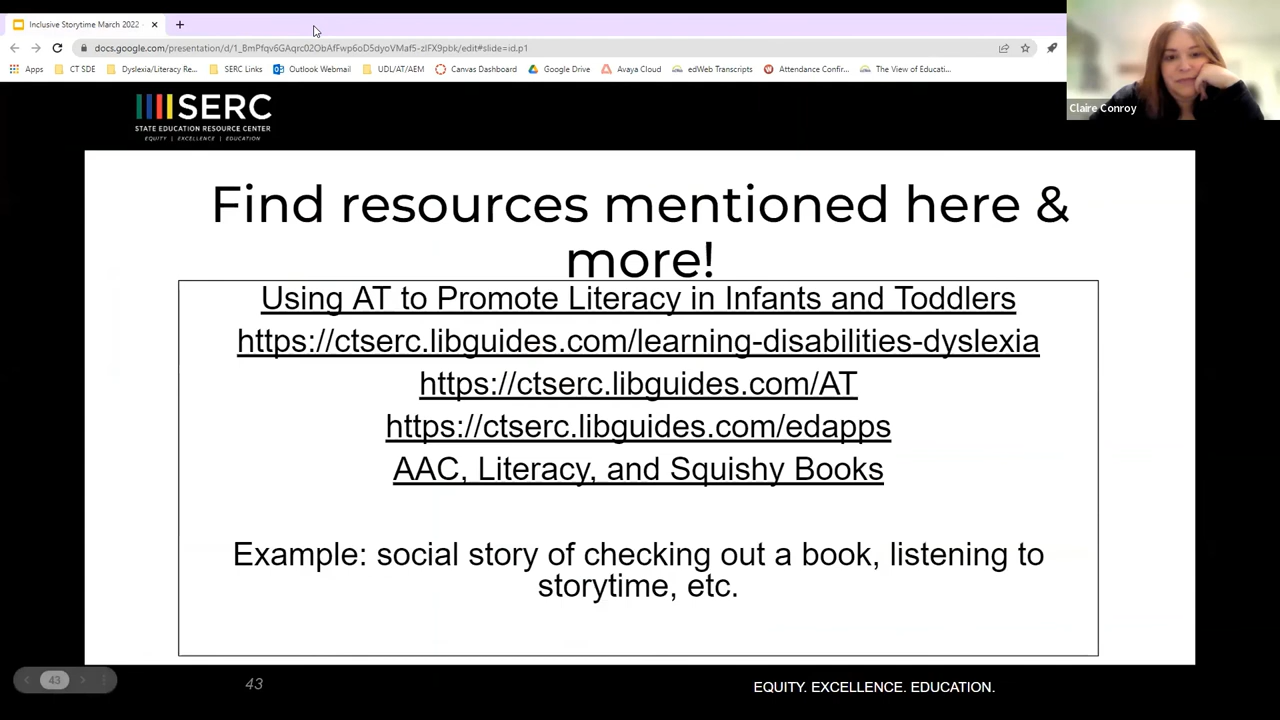 Inclusive Storytime March 2022
docs.google.com/presentation/d/1_BmPfqv6GAqrc02ObAfFwp6oD5dyoVMaf5-zIFX9pbk/edit#slide=id.p1
Apps CT SDE Dyslexia/Literacy Re... SERC Links Outlook Webmail UDL/AT/AEM Canvas Dashboard Google Drive Avaya Cloud edWeb Transcripts Attendance Confir... The View of Educati...
Claire Conroy
SERC
STATE EDUCATION RESOURCE CENTER
EQUITY | EXCELLENCE | EDUCATION
Find resources mentioned here &
more!
Using AT to Promote Literacy in Infants and Toddlers
https://ctserc.libguides.com/learning-disabilities-dyslexia
https://ctserc.libguides.com/AT
https://ctserc.libguides.com/edapps
AAC, Literacy, and Squishy Books
Example: social story of checking out a book, listening to
storytime, etc.
43
43
EQUITY. EXCELLENCE. EDUCATION.